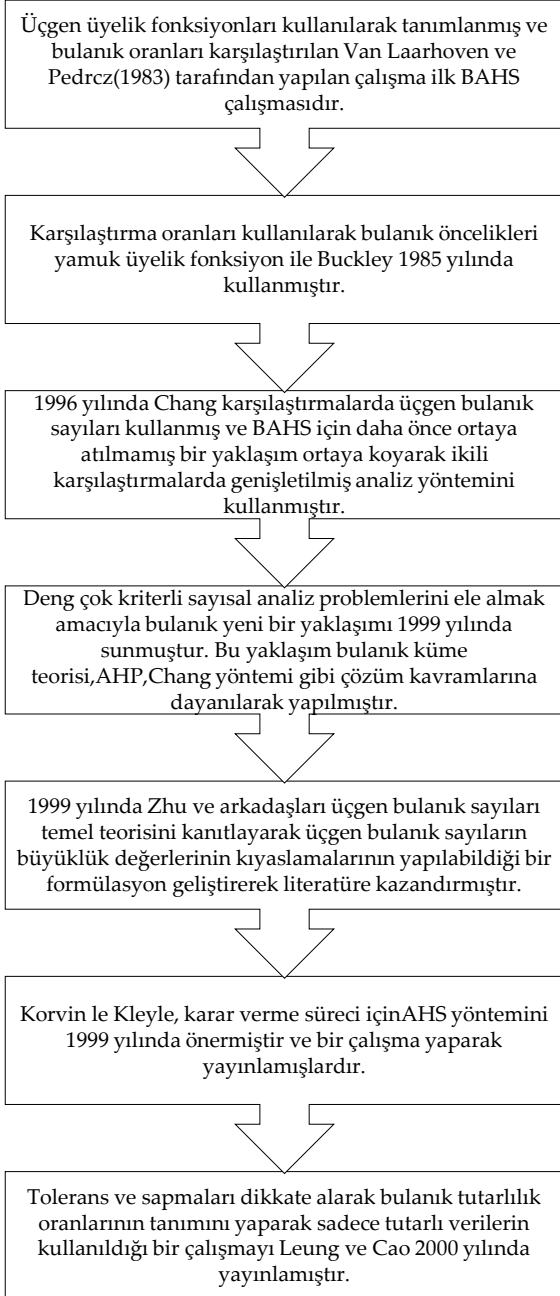 Üçgen üyelik fonksiyonları kullanılarak tanımlanmış ve
bulanık oranları karşılaştırılan Van Laarhoven ve
Pedrcz(1983) tarafından yapılan çalışma ilk BAHS
çalışmasıdır.
Karşılaştırma oranları kullanılarak bulanık öncelikleri
yamuk üyelik fonksiyon ile Buckley 1985 yılında
kullanmıştır.
1996 yılında Chang karşılaştırmalarda üçgen bulanık
sayıları kullanmış ve BAHS için daha önce ortaya
atılmamış bir yaklaşım ortaya koyarak ikili
karşılaştırmalarda genişletilmiş analiz yöntemini
kullanmıştır.
Deng çok kriterli sayısal analiz problemlerini ele almak
amacıyla bulanık yeni bir yaklaşımı 1999 yılında
sunmuştur. Bu yaklaşım bulanık küme
teorisi,AHP,Chang yöntemi gibi çözüm kavramlarına
dayanılarak yapılmıştır.
1999 yılında Zhu ve arkadaşları üçgen bulanık sayıları
temel teorisini kanıtlayarak üçgen bulanık sayıların
büyüklük değerlerinin kıyaslamalarının yapılabildiği bir
formülasyon geliştirerek literatüre kazandırmıştır.
Korvin le Kleyle, karar verme süreci içinAHS yöntemini
1999 yılında önermiştir ve bir çalışma yaparak
yayınlamışlardır.
Tolerans ve sapmaları dikkate alarak bulanık tutarlılık
oranlarının tanımını yaparak sadece tutarlı verilerin
kullanıldığı bir çalışmayı Leung ve Cao 2000 yılında
yayınlamıştır.